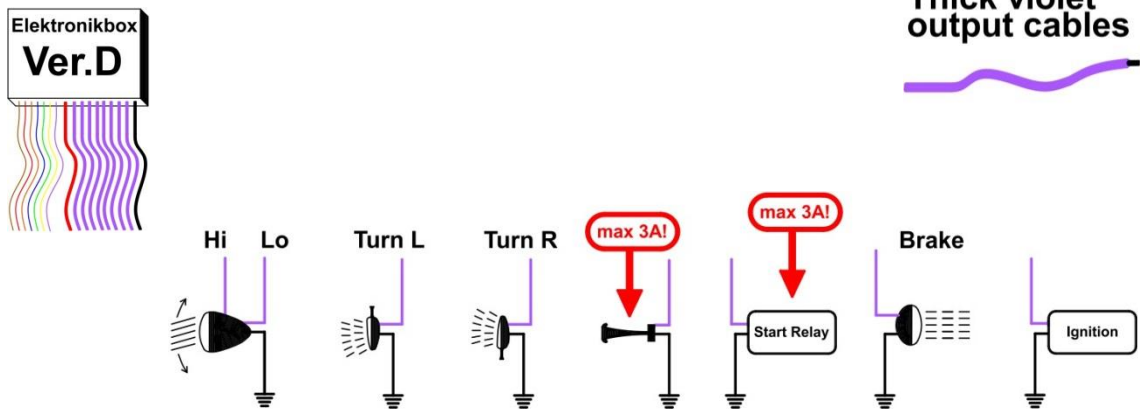 Elektronikbox
Ver.D
Thick violet
output cables
Hi
Lo
Turn L
Turn R
max 3A!
max 3A!
Brake
Start Relay
Ignition